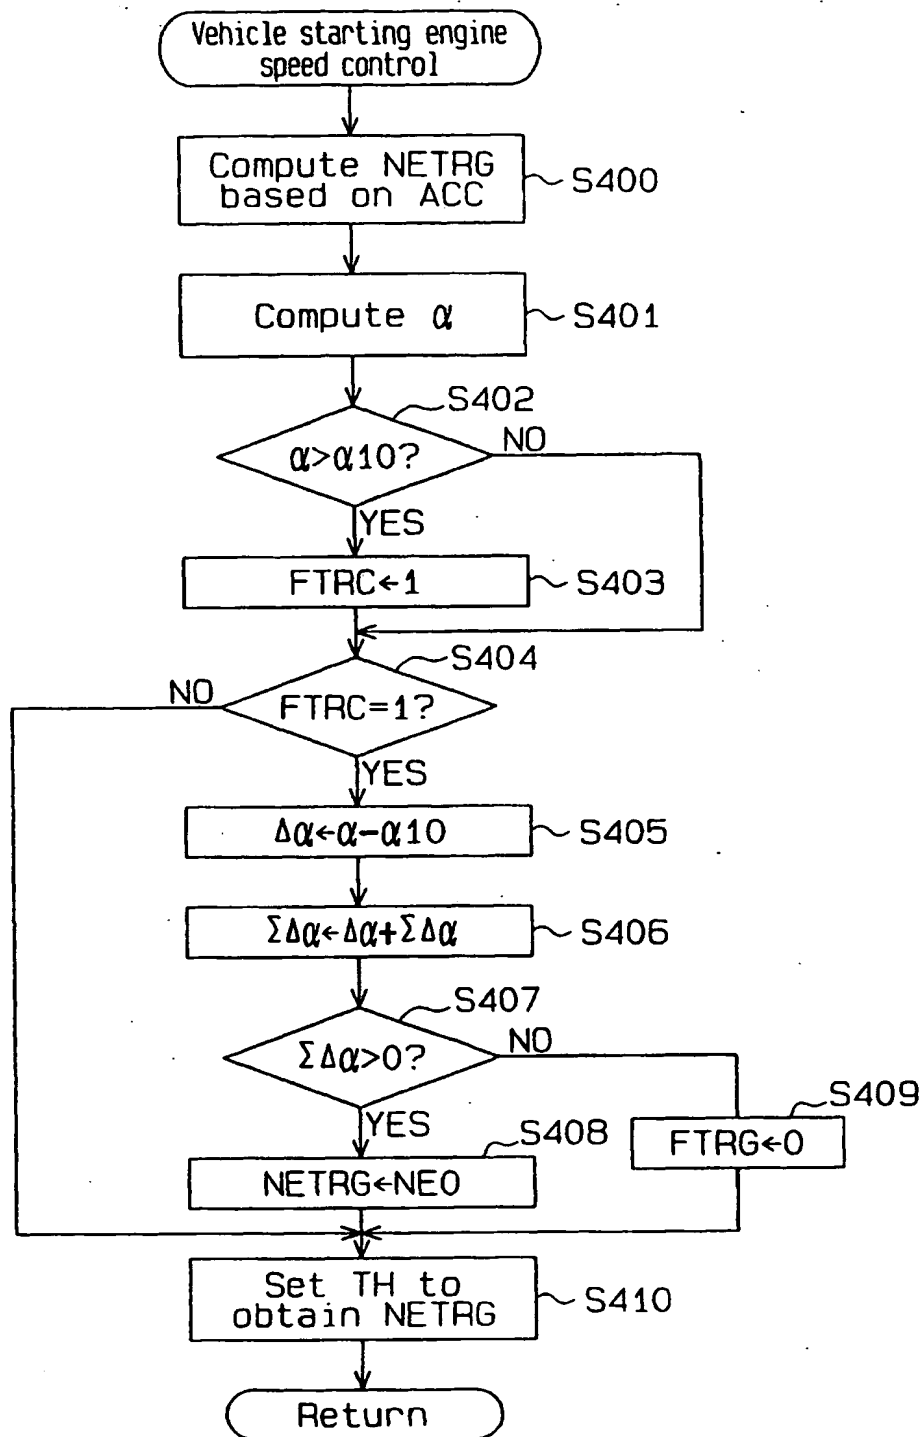 Vehicle starting engine
speed control
Compute NETRG
based on ACC
S400
Compute α
S401
S402
α>α10?
NO
YES
FTRC←1
S403
S404
NO
FTRC=1?
YES
Δα←α-α10
S405
ΣΔα←Δα+ΣΔα
S406
S407
ΣΔα>0?
NO
YES
S409
FTRG←0
S408
NETRG←NE0
Set TH to
obtain NETRG
S410
Return